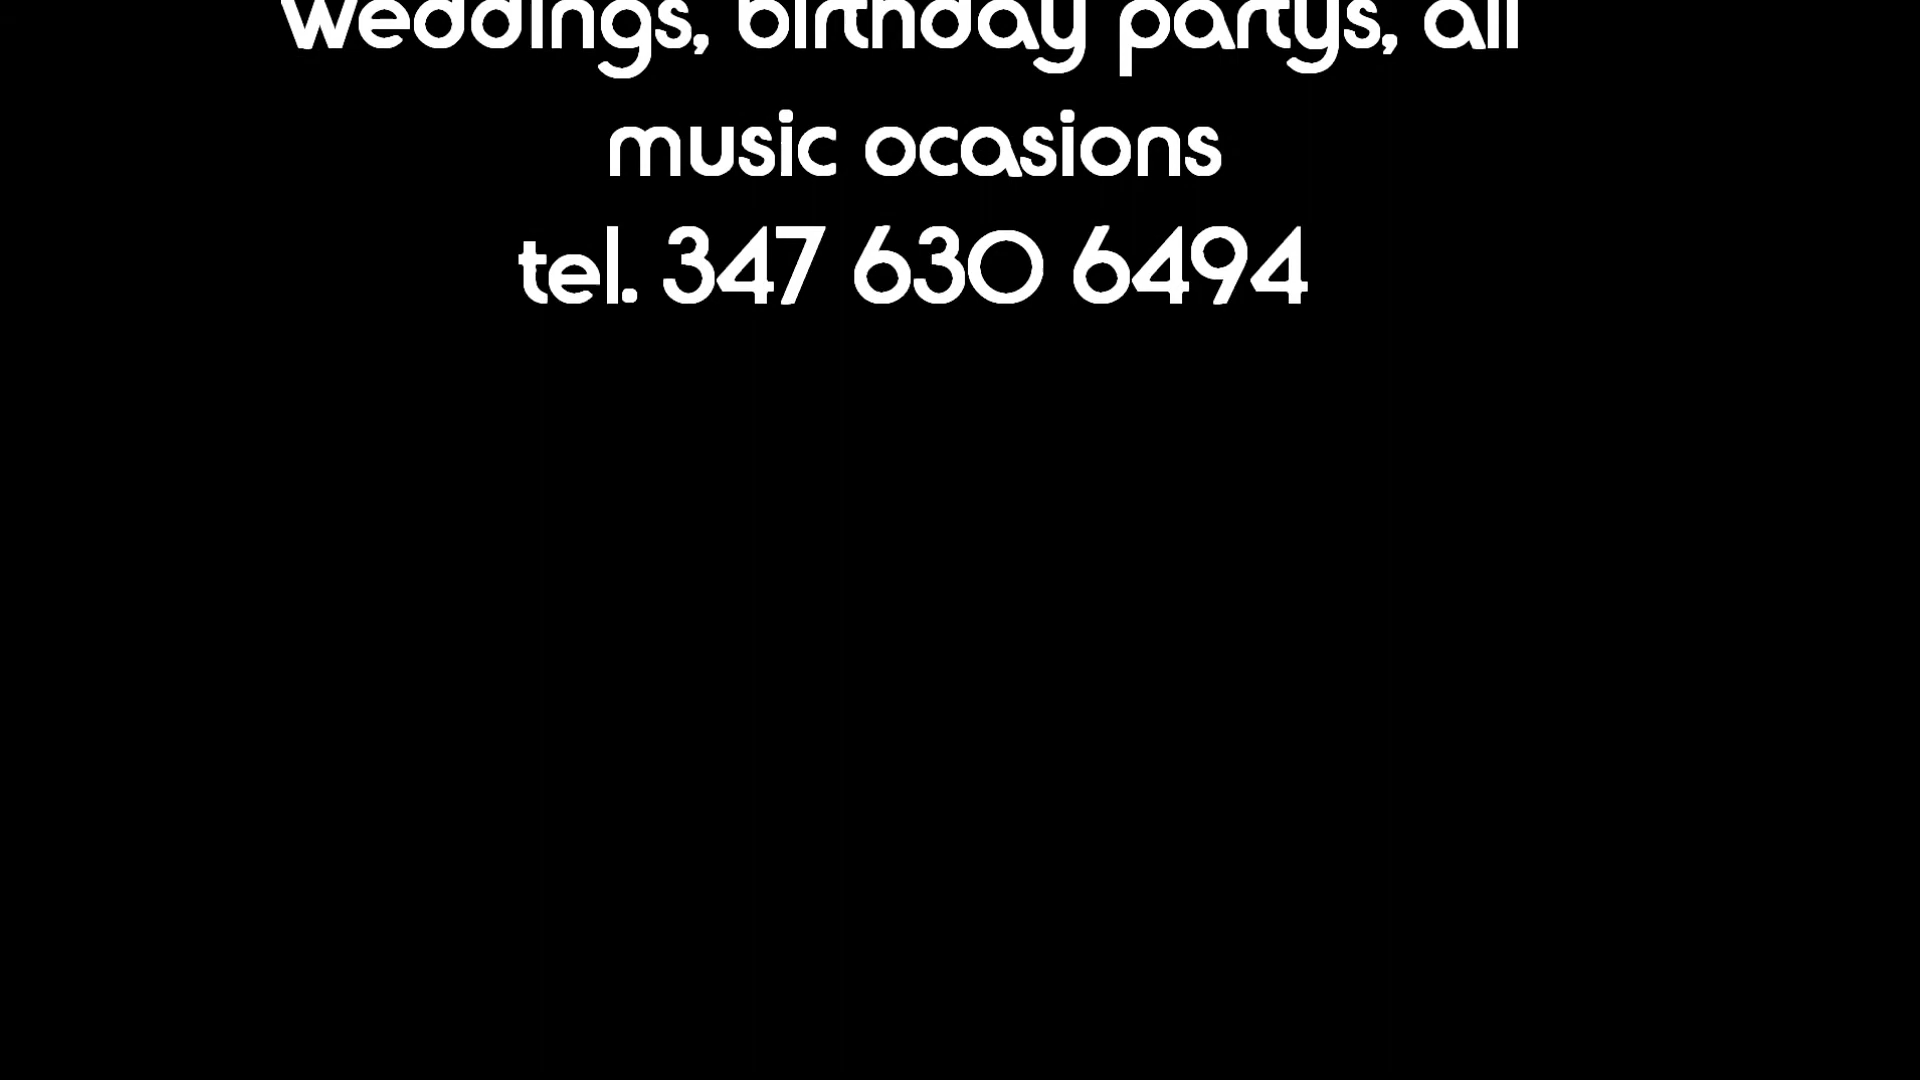 weddings, birthday partys, all
music ocasions
tel. 347 630 6494